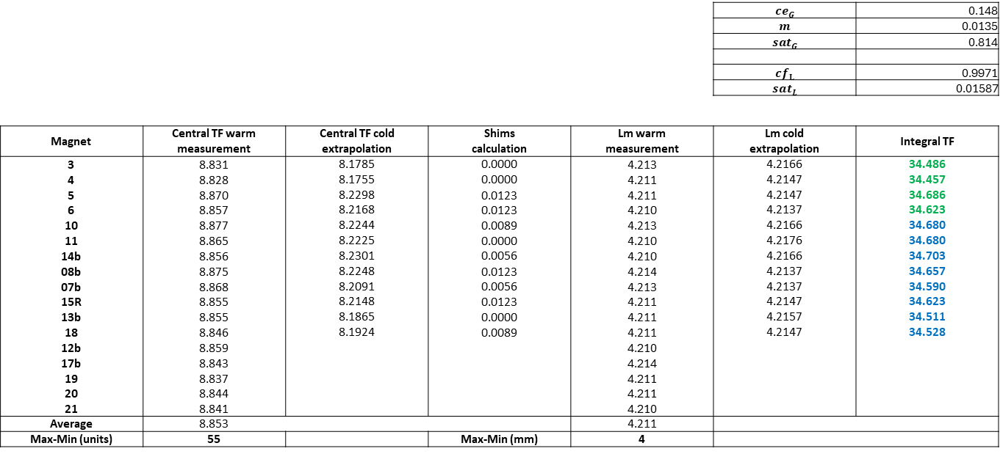 ce_G 0.148
m 0.0135
sat_G 0.814
cf_L 0.9971
sat_L 0.01587
Magnet Central TF warm measurement Central TF cold extrapolation Shims calculation Lm warm measurement Lm cold extrapolation Integral TF
3 8.831 8.1785 0.0000 4.213 4.2166 34.486
4 8.828 8.1755 0.0000 4.211 4.2147 34.457
5 8.870 8.2298 0.0123 4.211 4.2147 34.686
6 8.857 8.2168 0.0123 4.210 4.2137 34.623
10 8.877 8.2244 0.0089 4.213 4.2166 34.680
11 8.865 8.2225 0.0000 4.210 4.2176 34.680
14b 8.856 8.2301 0.0056 4.210 4.2166 34.703
08b 8.875 8.2248 0.0123 4.214 4.2137 34.657
07b 8.868 8.2091 0.0056 4.213 4.2137 34.590
15R 8.855 8.2148 0.0123 4.211 4.2147 34.623
13b 8.855 8.1865 0.0000 4.211 4.2157 34.511
18 8.846 8.1924 0.0089 4.211 4.2147 34.528
12b 8.859 4.210
17b 8.843 4.214
19 8.837 4.211
20 8.844 4.211
21 8.841 4.210
Average 8.853 4.211
Max-Min (units) 55 Max-Min (mm) 4